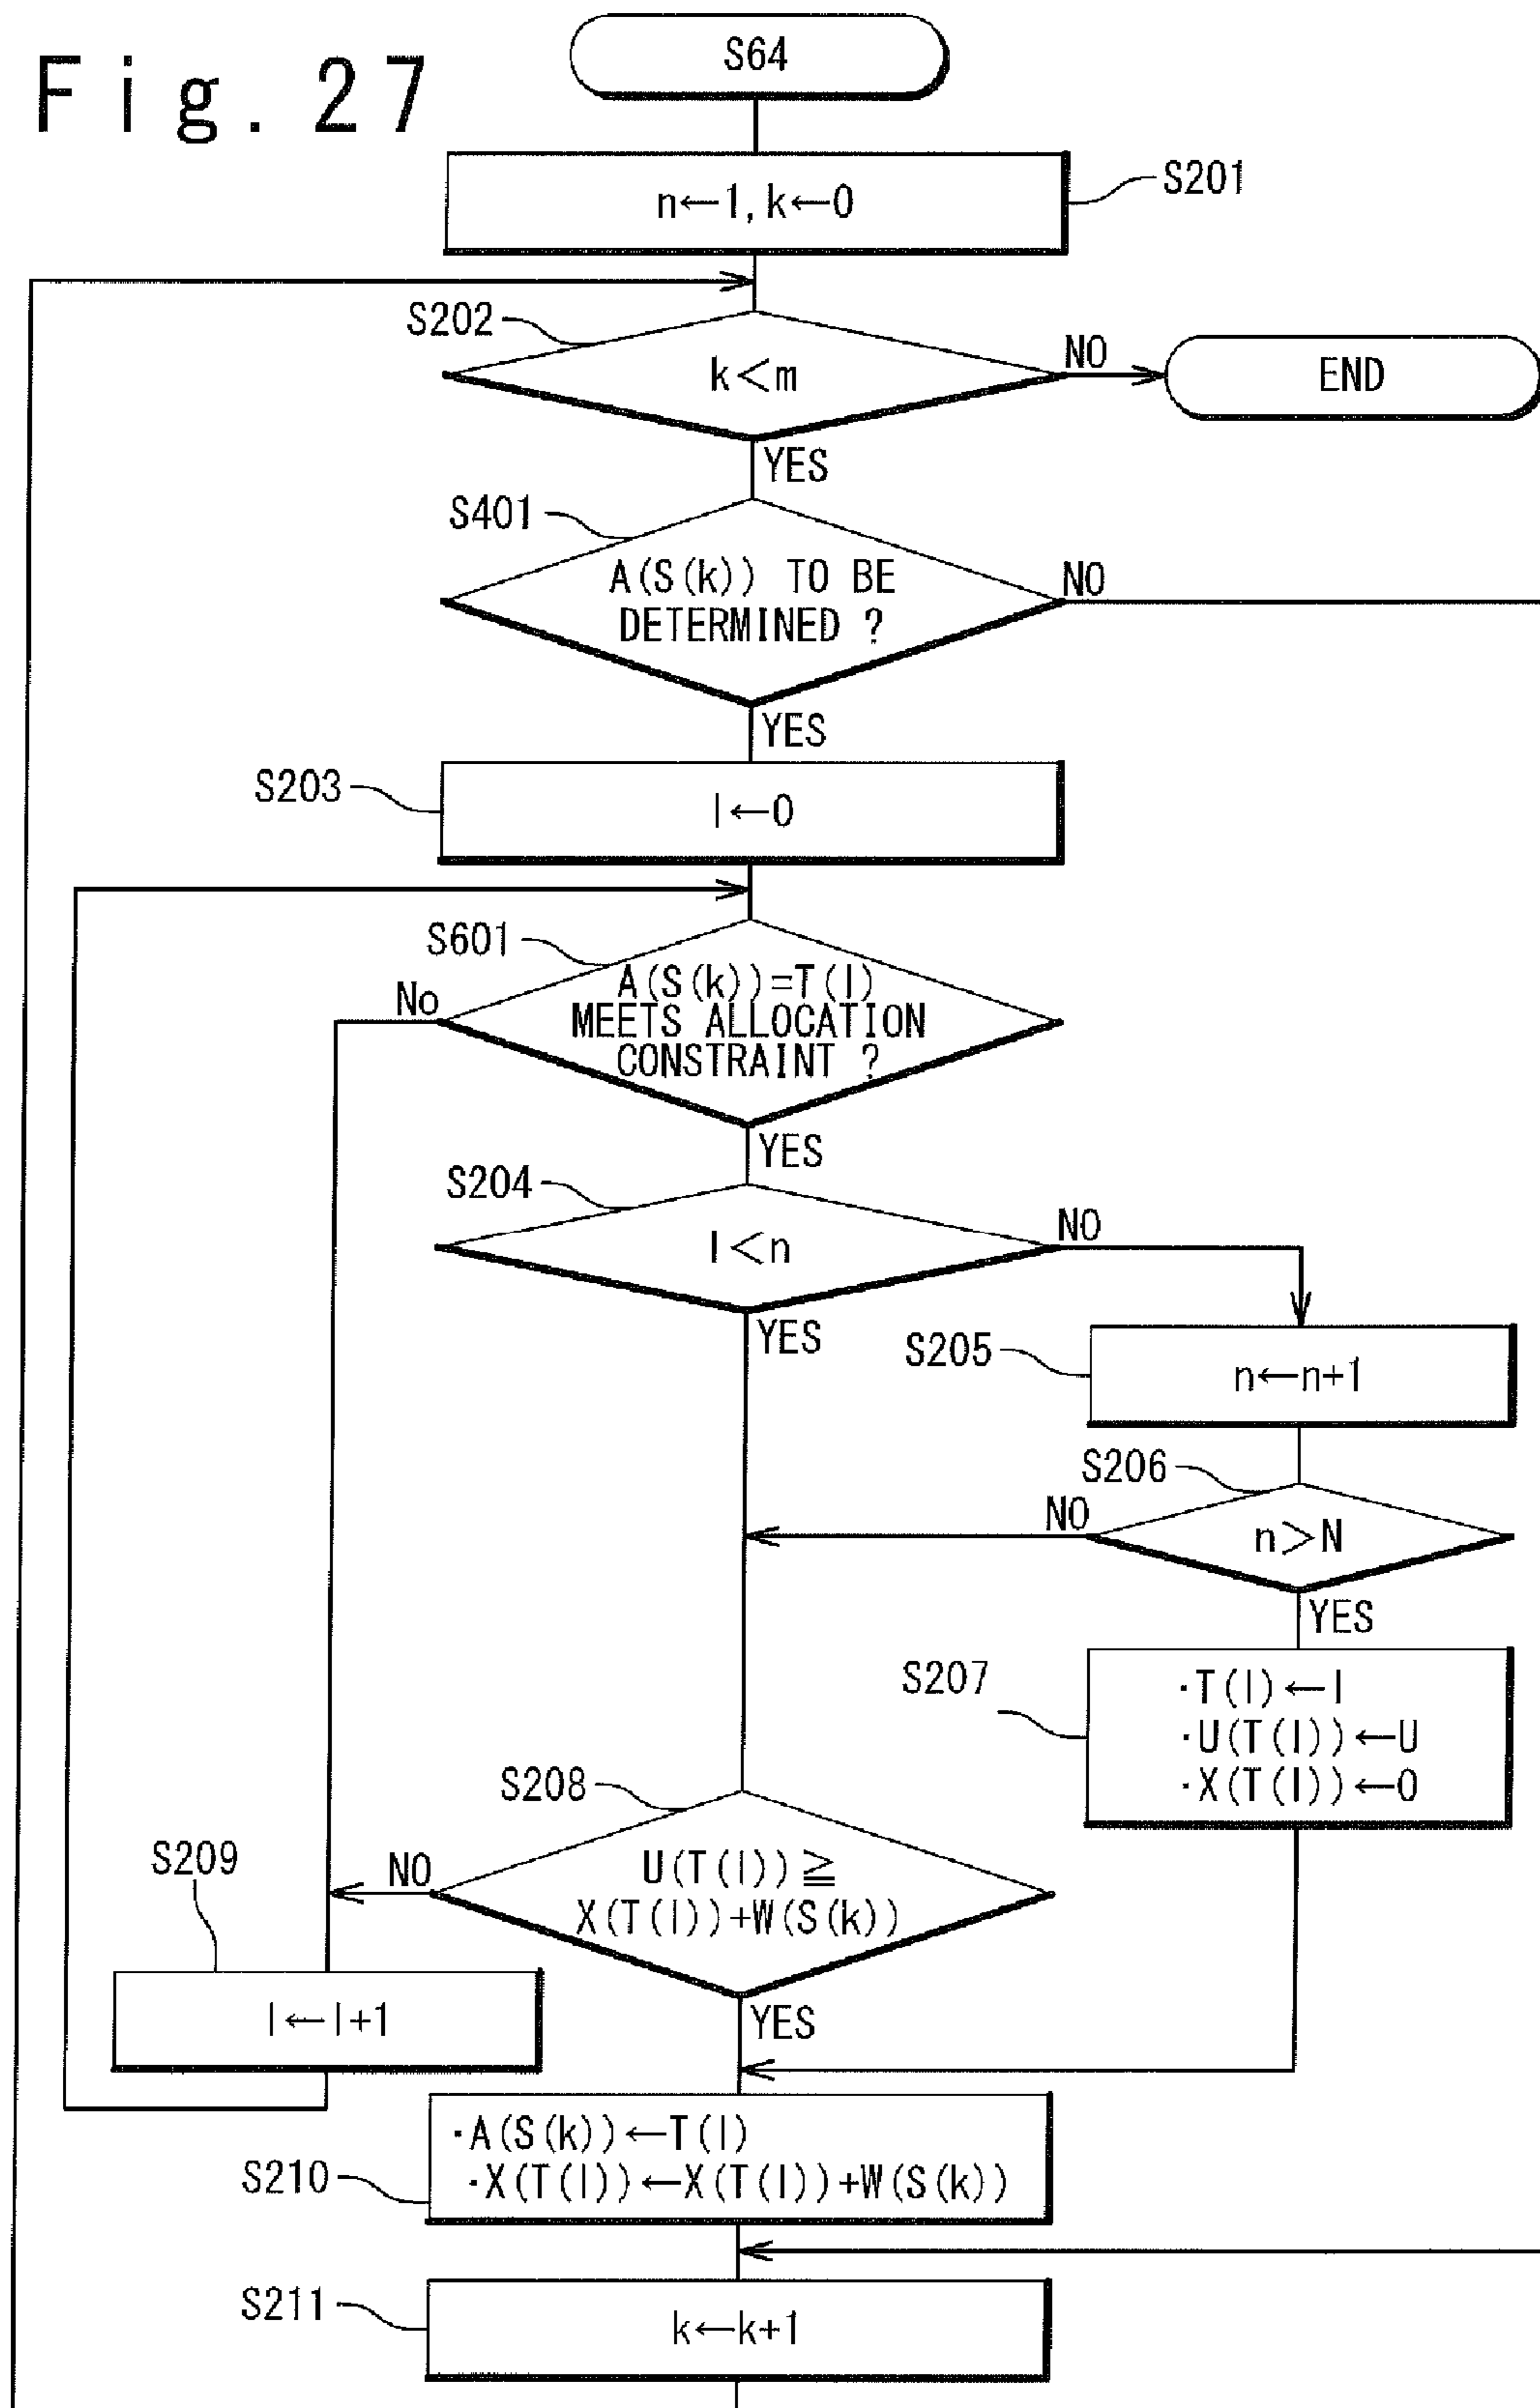 Fig. 27
S64
n←1, k←0
S201
S202
k<m
NO
END
YES
S401
A(S(k)) TO BE
DETERMINED ?
NO
YES
S203
l←0
S601
A(S(k))=T(l)
MEETS ALLOCATION
CONSTRAINT ?
No
YES
S204
l<n
NO
YES
S205
n←n+1
S206
n>N
NO
YES
S207
·T(l)←l
·U(T(l))←U
·X(T(l))←0
S208
U(T(l))≧
X(T(l))+W(S(k))
NO
YES
S209
l←l+1
·A(S(k))←T(l)
·X(T(l))←X(T(l))+W(S(k))
S210
S211
k←k+1